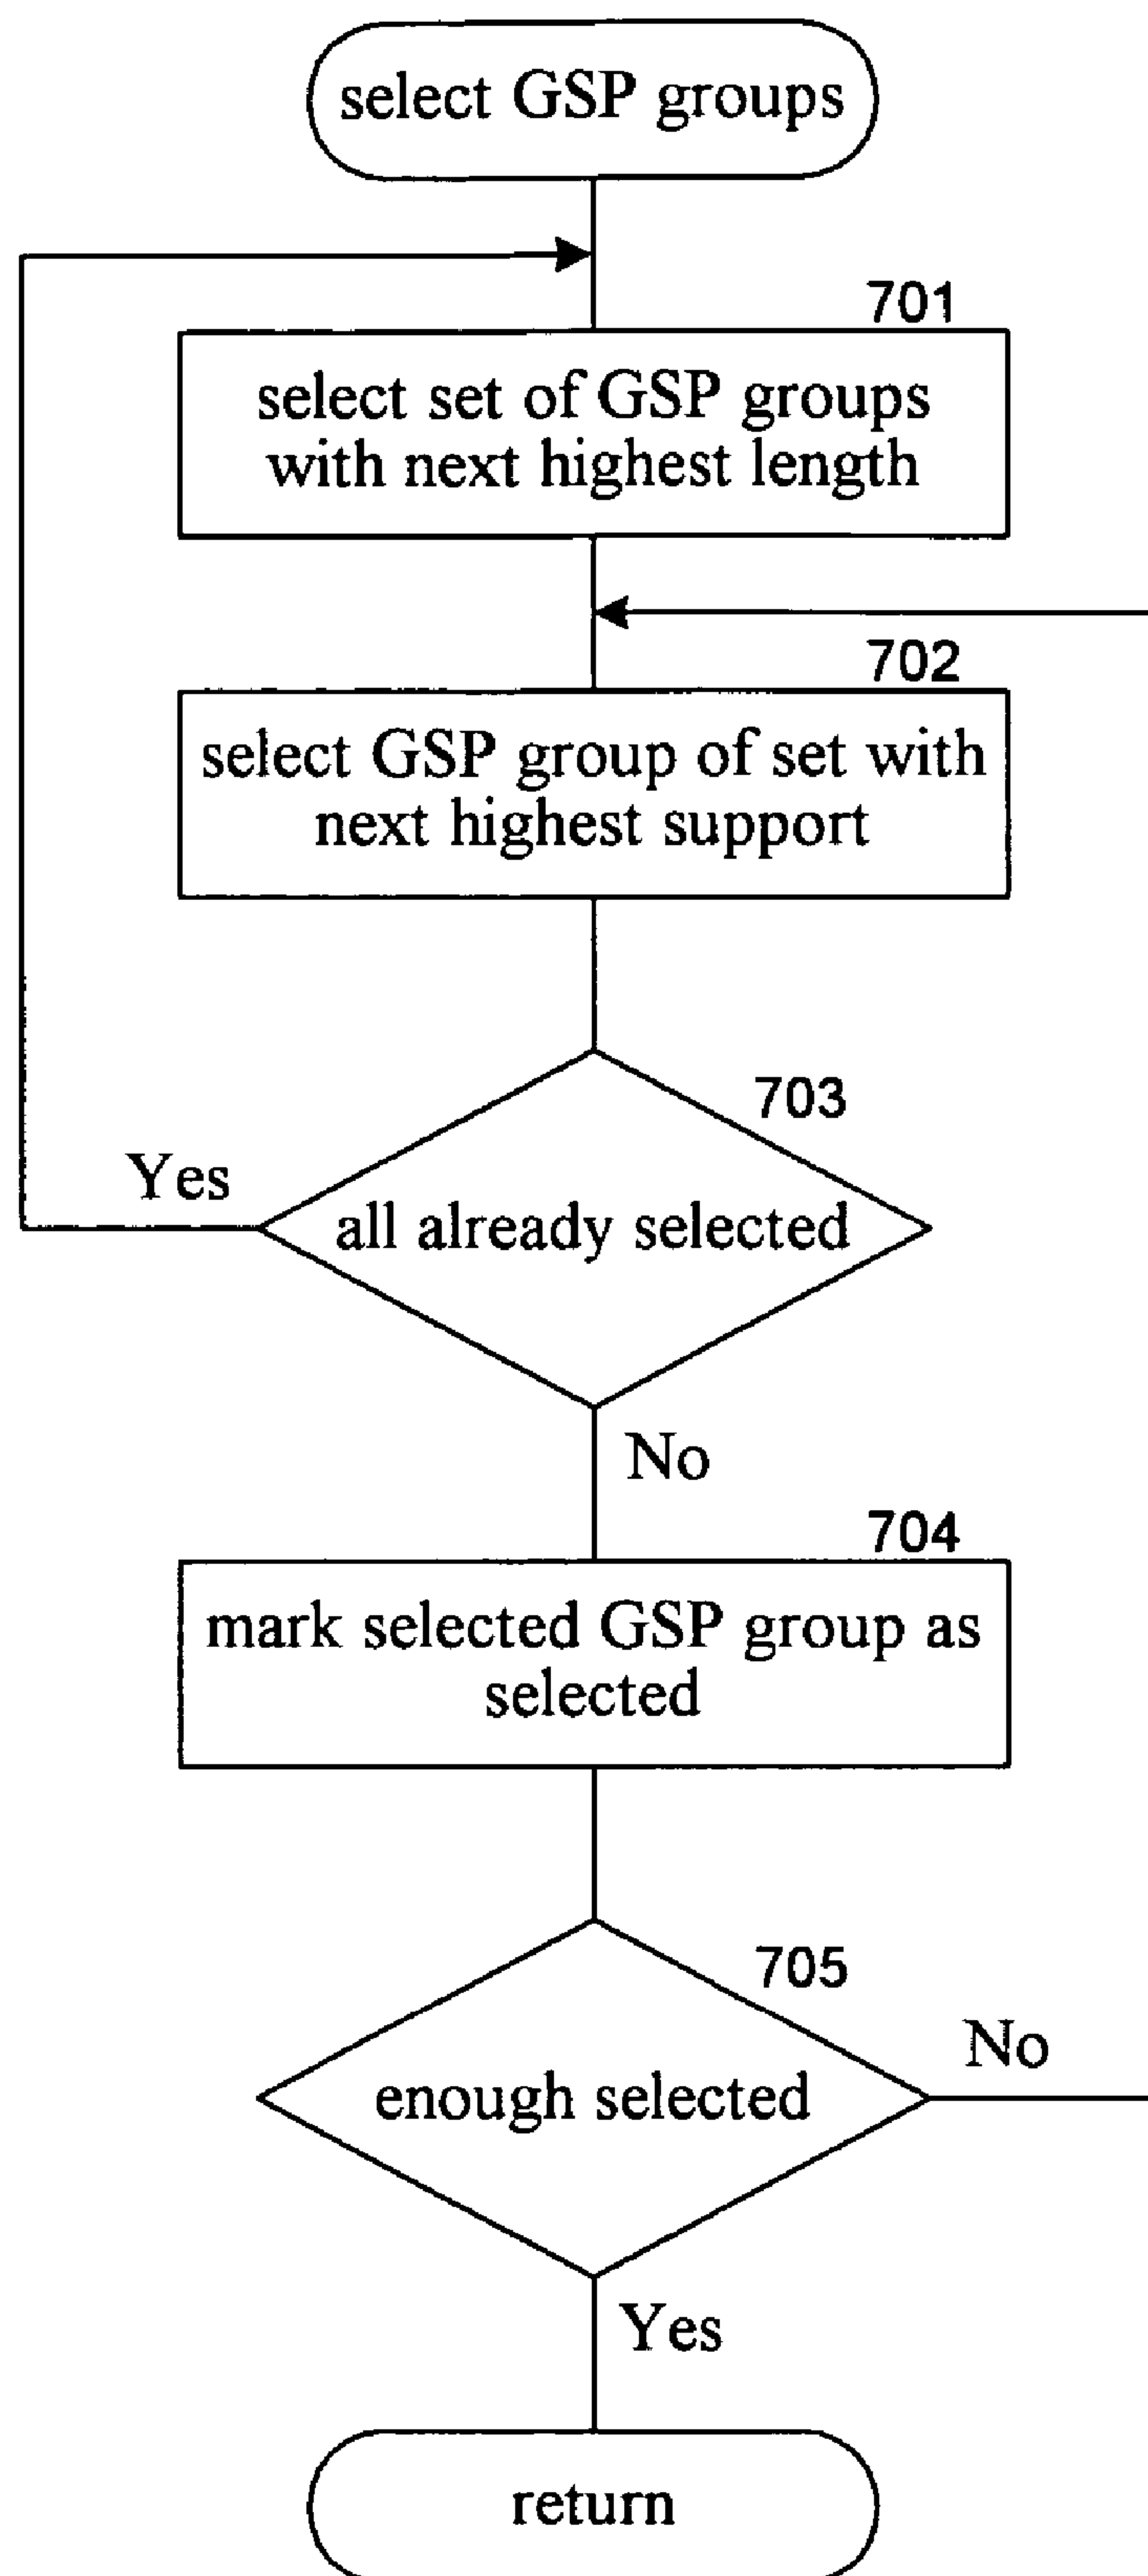 select GSP groups
701
select set of GSP groups
with next highest length
702
select GSP group of set with
next highest support
703
Yes
all already selected
No
704
mark selected GSP group as
selected
705
No
enough selected
Yes
return